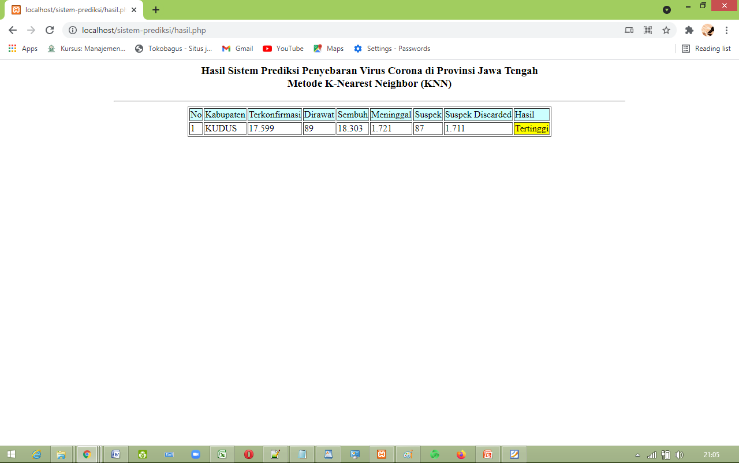 localhost/sistem-prediksi/hasil.p
localhost/sistem-prediksi/hasil.php
Apps Kursus: Manajemen... Tokobagus - Situs j... Gmail YouTube Maps Settings - Passwords Reading list
Hasil Sistem Prediksi Penyebaran Virus Corona di Provinsi Jawa Tengah
Metode K-Nearest Neighbor (KNN)
No Kabupaten Terkonfirmasi Dirawat Sembuh Meninggal Suspek Suspek Discarded Hasil
1 KUDUS 17.599 89 18.303 1.721 87 1.711 Tertinggi
21:05